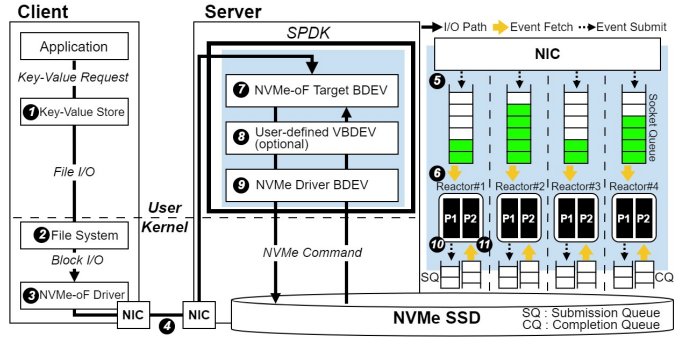 Client
Server
I/O Path
Event Fetch
Event Submit
Application
SPDK
NIC
Key-Value Request
1 Key-Value Store
7 NVMe-oF Target BDEV
5
Socket Queue
8 User-defined VBDEV
(optional)
File I/O
9 NVMe Driver BDEV
6
Reactor#1
Reactor#2
Reactor#3
Reactor#4
User
Kernel
P1 P2
P1 P2
P1 P2
P1 P2
2 File System
10
11
Block I/O
NVMe Command
SQ
CQ
3 NVMe-oF Driver
NIC
4
NIC
NVMe SSD
SQ : Submission Queue
CQ : Completion Queue